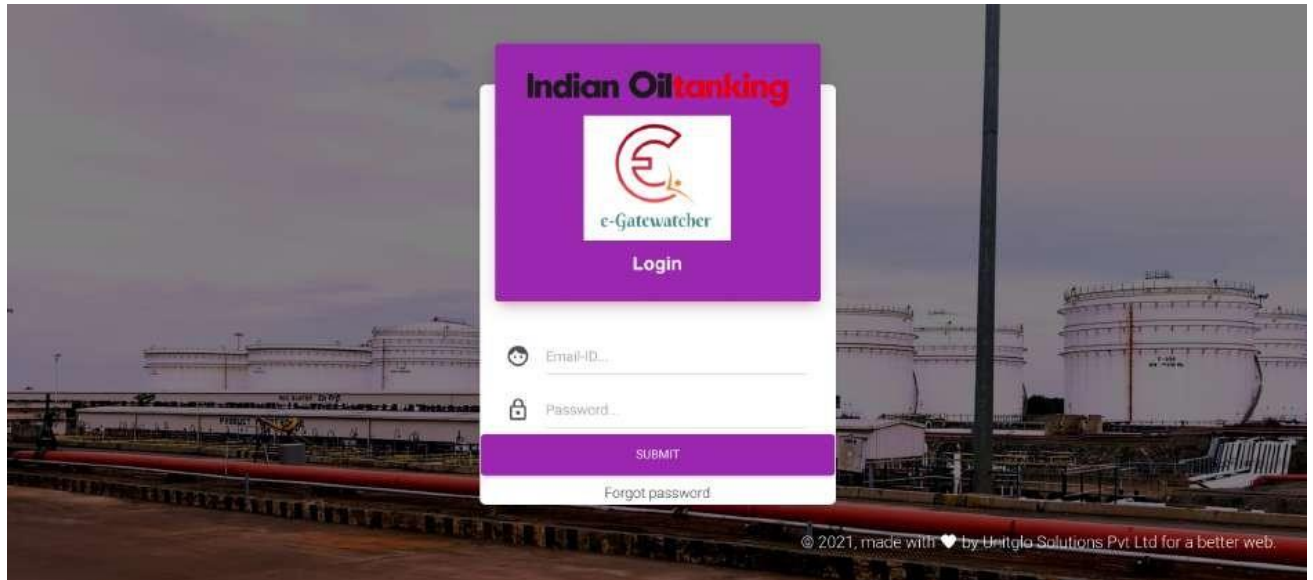 Indian Oiltanking
e-Gatewatcher
Login
Email-ID...
Password...
SUBMIT
Forgot password
© 2021, made with ♥ by Unitglo Solutions Pvt Ltd for a better web.